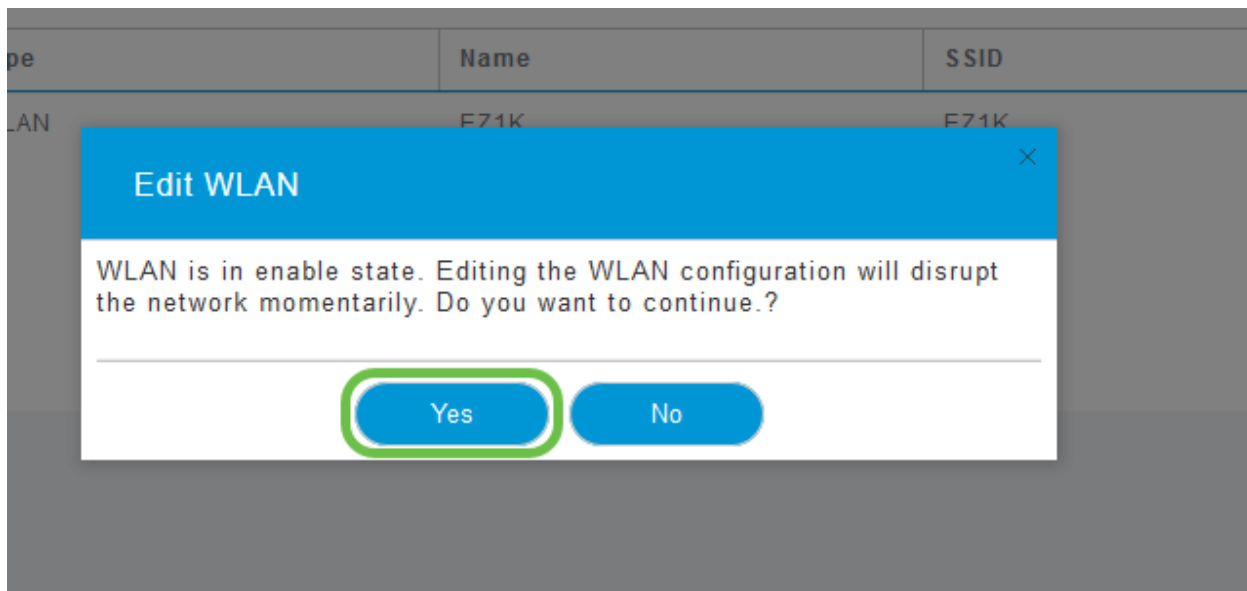 pe Name SSID
LAN EZ1K EZ1K
Edit WLAN
WLAN is in enable state. Editing the WLAN configuration will disrupt
the network momentarily. Do you want to continue.?
Yes No